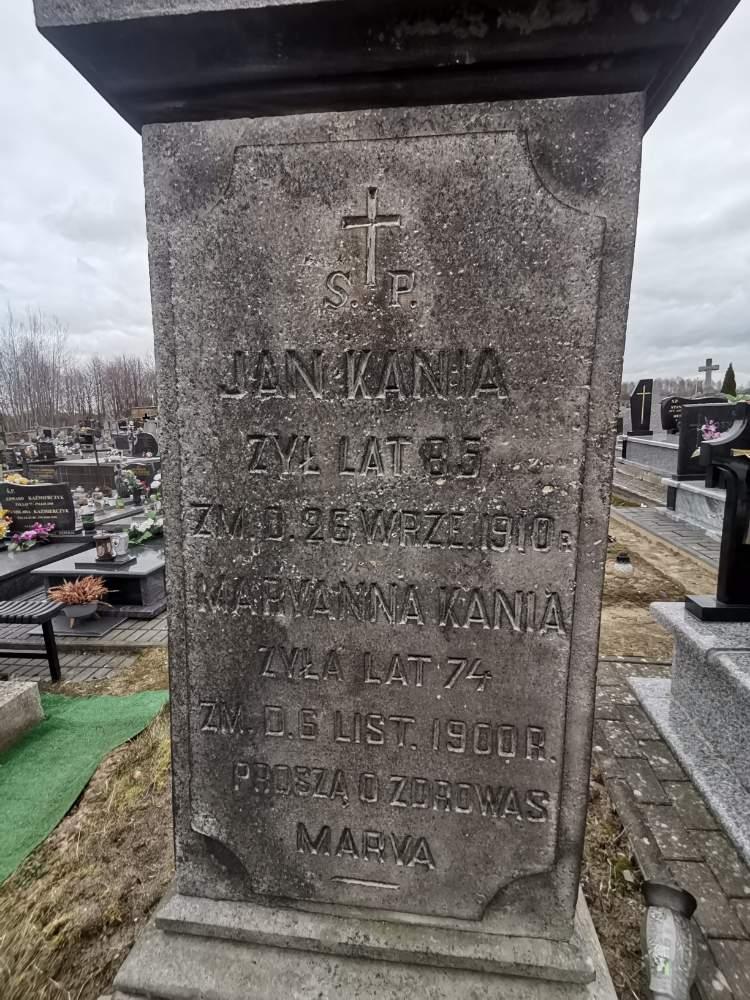 S. P.
JAN KANIA
ŻYŁ LAT 85
ZM. D. 26 WRZE. 1910 R.
MARYANNA KANIA
ŻYŁA LAT 74
ZM. D. 6 LIST. 1900 R.
PROSZĄ O ZDROWAŚ
MARYA
KAZIMIERCZYK